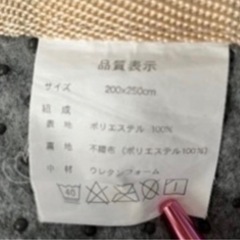 品質表示
サイズ 200x250cm
組成
表地 ポリエステル 100%
裏地 不織布 (ポリエステル100%)
中材 ウレタンフォーム
40